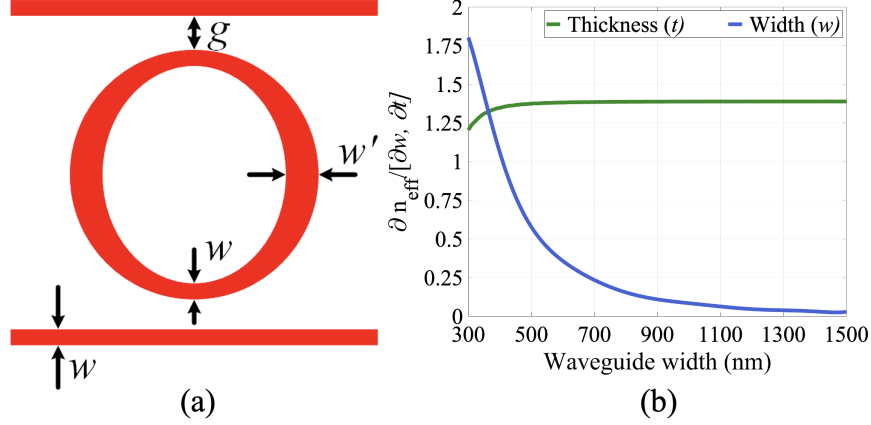 g
w'
w
w
(a)
Thickness (t)
Width (w)
∂ n_eff/[∂w, ∂t]
2
1.75
1.5
1.25
1
0.75
0.5
0.25
0
300
500
700
900
1100
1300
1500
Waveguide width (nm)
(b)